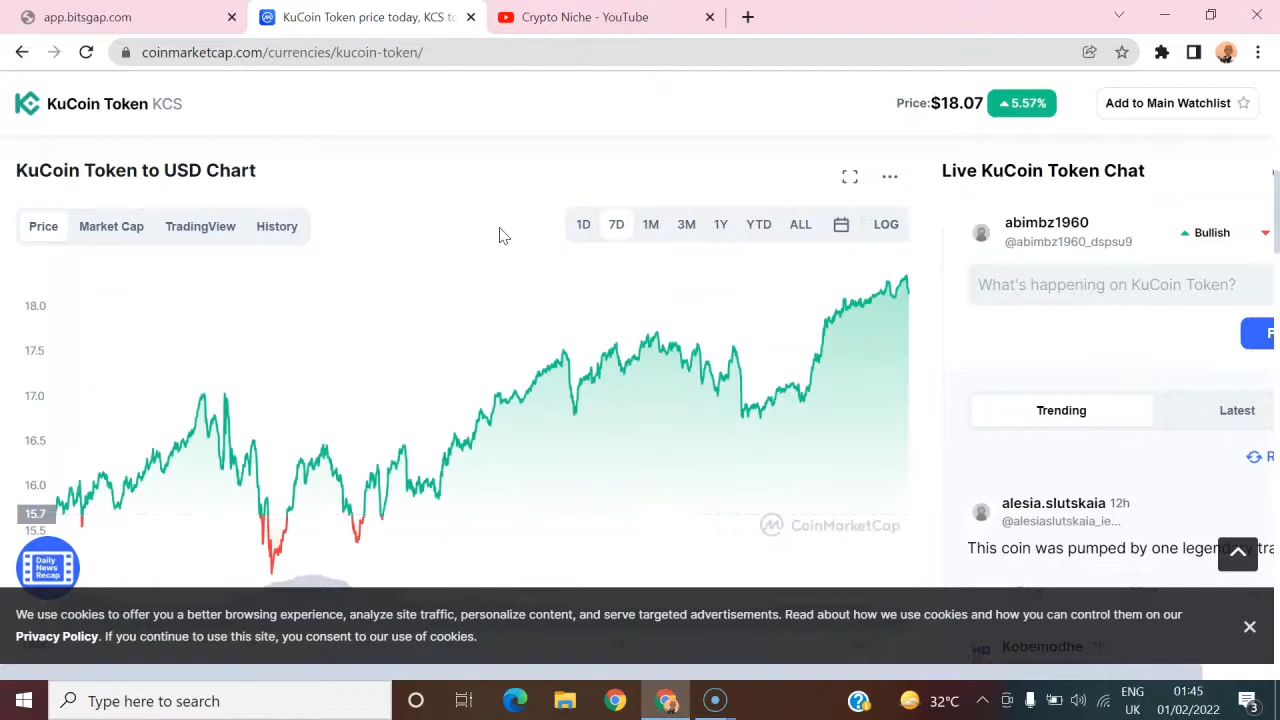 app.bitsgap.com
KuCoin Token price today, KCS to
Crypto Niche - YouTube
coinmarketcap.com/currencies/kucoin-token/
KuCoin Token KCS
Price:$18.07 5.57%
Add to Main Watchlist
KuCoin Token to USD Chart
Live KuCoin Token Chat
Price Market Cap TradingView History
1D 7D 1M 3M 1Y YTD ALL LOG
abimbz1960
@abimbz1960_dspsu9
Bullish
What's happening on KuCoin Token?
18.0
17.5
17.0
16.5
16.0
15.7
15.5
CoinMarketCap
Trending Latest
alesia.slutskaia 12h
@alesiaslutskaia_ie...
This coin was pumped by one legendary tra
Daily
News
Recap
We use cookies to offer you a better browsing experience, analyze site traffic, personalize content, and serve targeted advertisements. Read about how we use cookies and how you can control them on our
Privacy Policy. If you continue to use this site, you consent to our use of cookies.
Kobemodhe
Type here to search
32°C
ENG
UK
01:45
01/02/2022
3